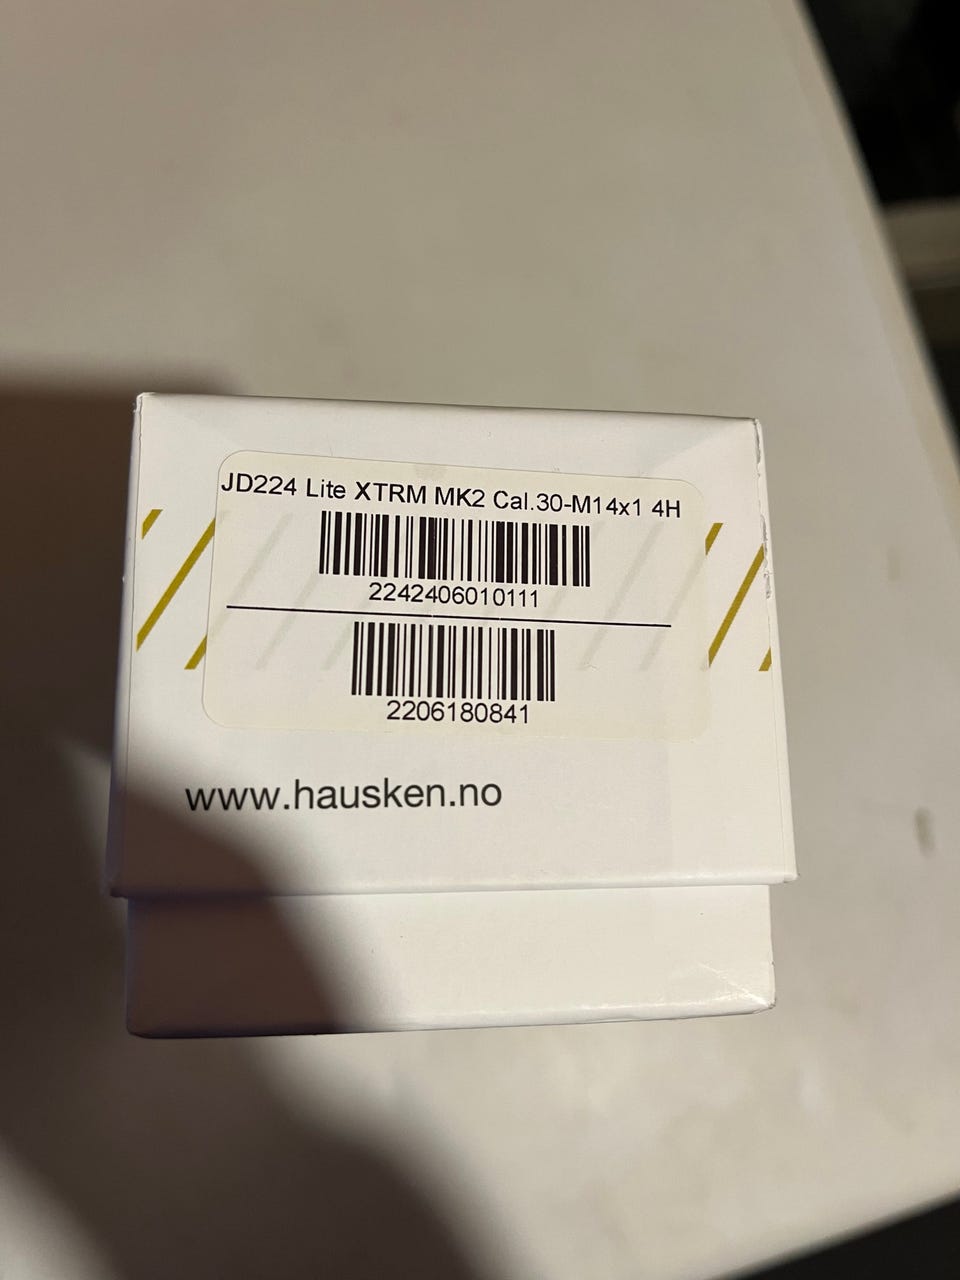 JD224 Lite XTRM MK2 Cal.30-M14x1 4H
2242406010111
2206180841
www.hausken.no